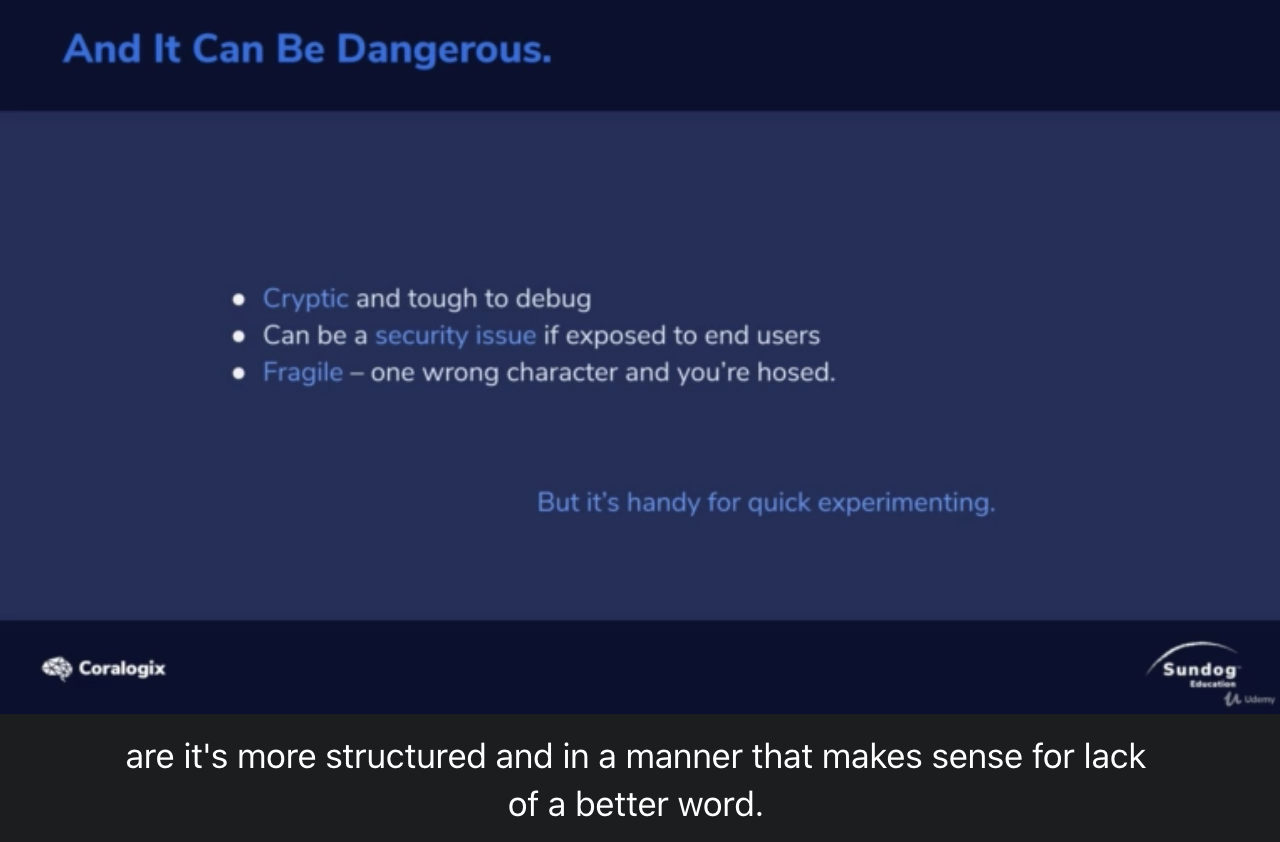 And It Can Be Dangerous.
● Cryptic and tough to debug
● Can be a security issue if exposed to end users
● Fragile – one wrong character and you're hosed.
But it's handy for quick experimenting.
Coralogix
Sundog
Education
Udemy
are it's more structured and in a manner that makes sense for lack
of a better word.